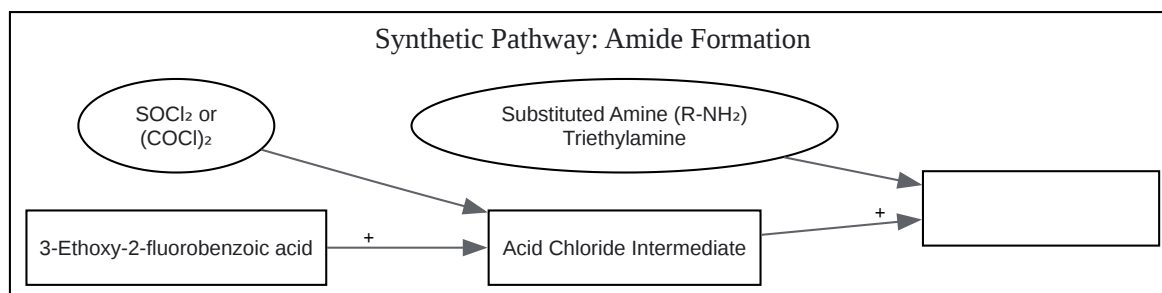 Synthetic Pathway: Amide Formation
SOCl₂ or
(COCl)₂
Substituted Amine (R-NH₂)
Triethylamine
3-Ethoxy-2-fluorobenzoic acid
+
Acid Chloride Intermediate
+